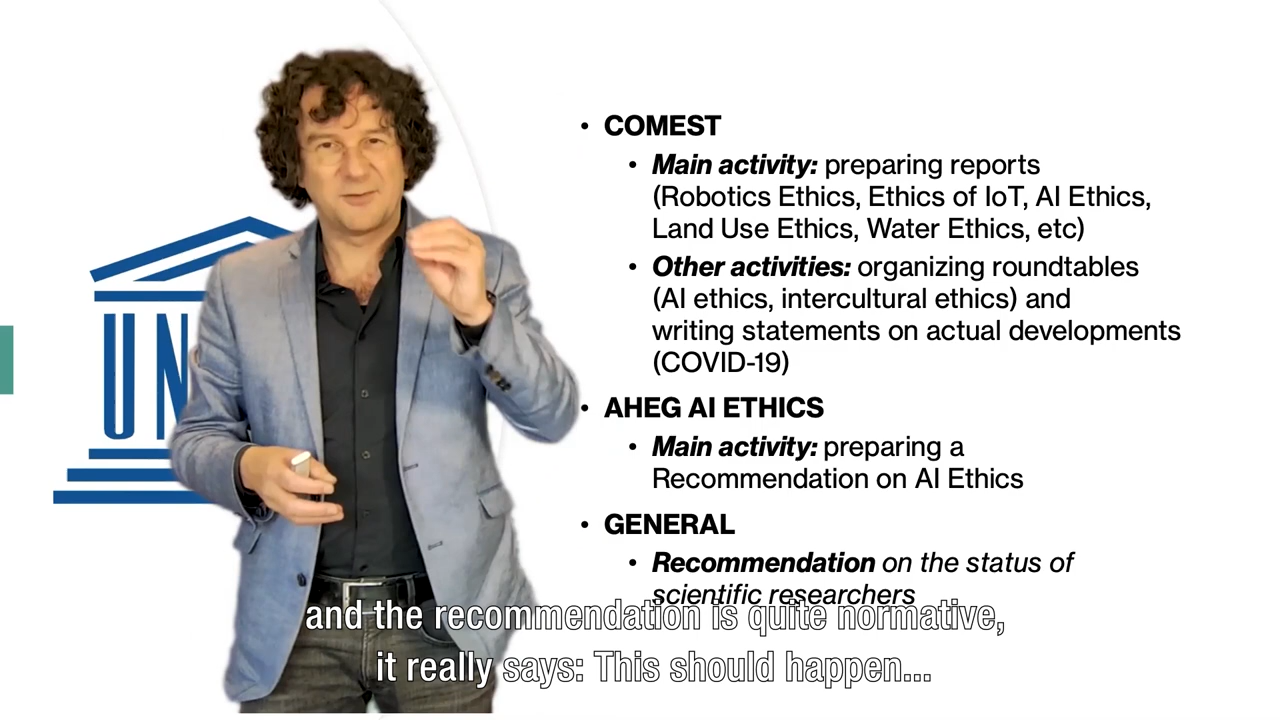 UN
• COMEST
• Main activity: preparing reports
(Robotics Ethics, Ethics of IoT, AI Ethics,
Land Use Ethics, Water Ethics, etc)
• Other activities: organizing roundtables
(AI ethics, intercultural ethics) and
writing statements on actual developments
(COVID-19)
• AHEG AI ETHICS
• Main activity: preparing a
Recommendation on AI Ethics
• GENERAL
• Recommendation on the status of
scientific researchers
and the recommendation is quite normative,
it really says: This should happen...